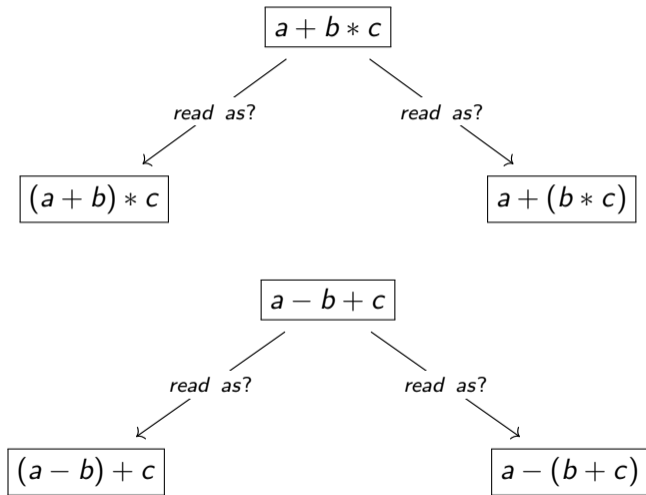 a + b ∗ c
read as? read as?
(a + b) ∗ c a + (b ∗ c)
a − b + c
read as? read as?
(a − b) + c a − (b + c)